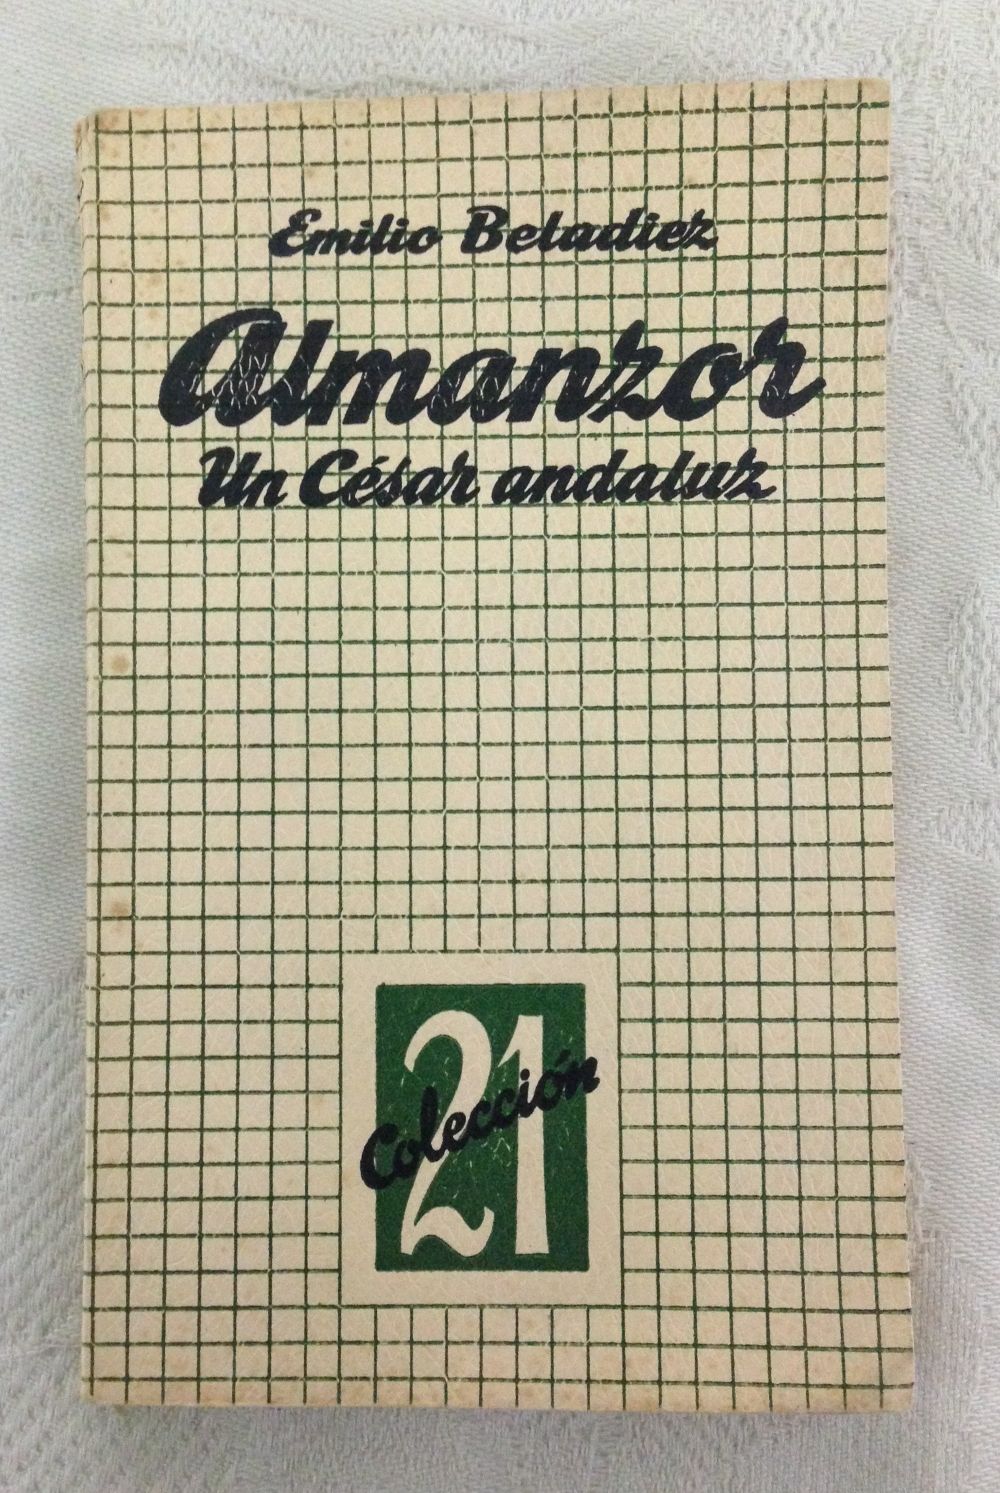 Emilio Beladiez
Almanzor
Un César andaluz
21
Colección